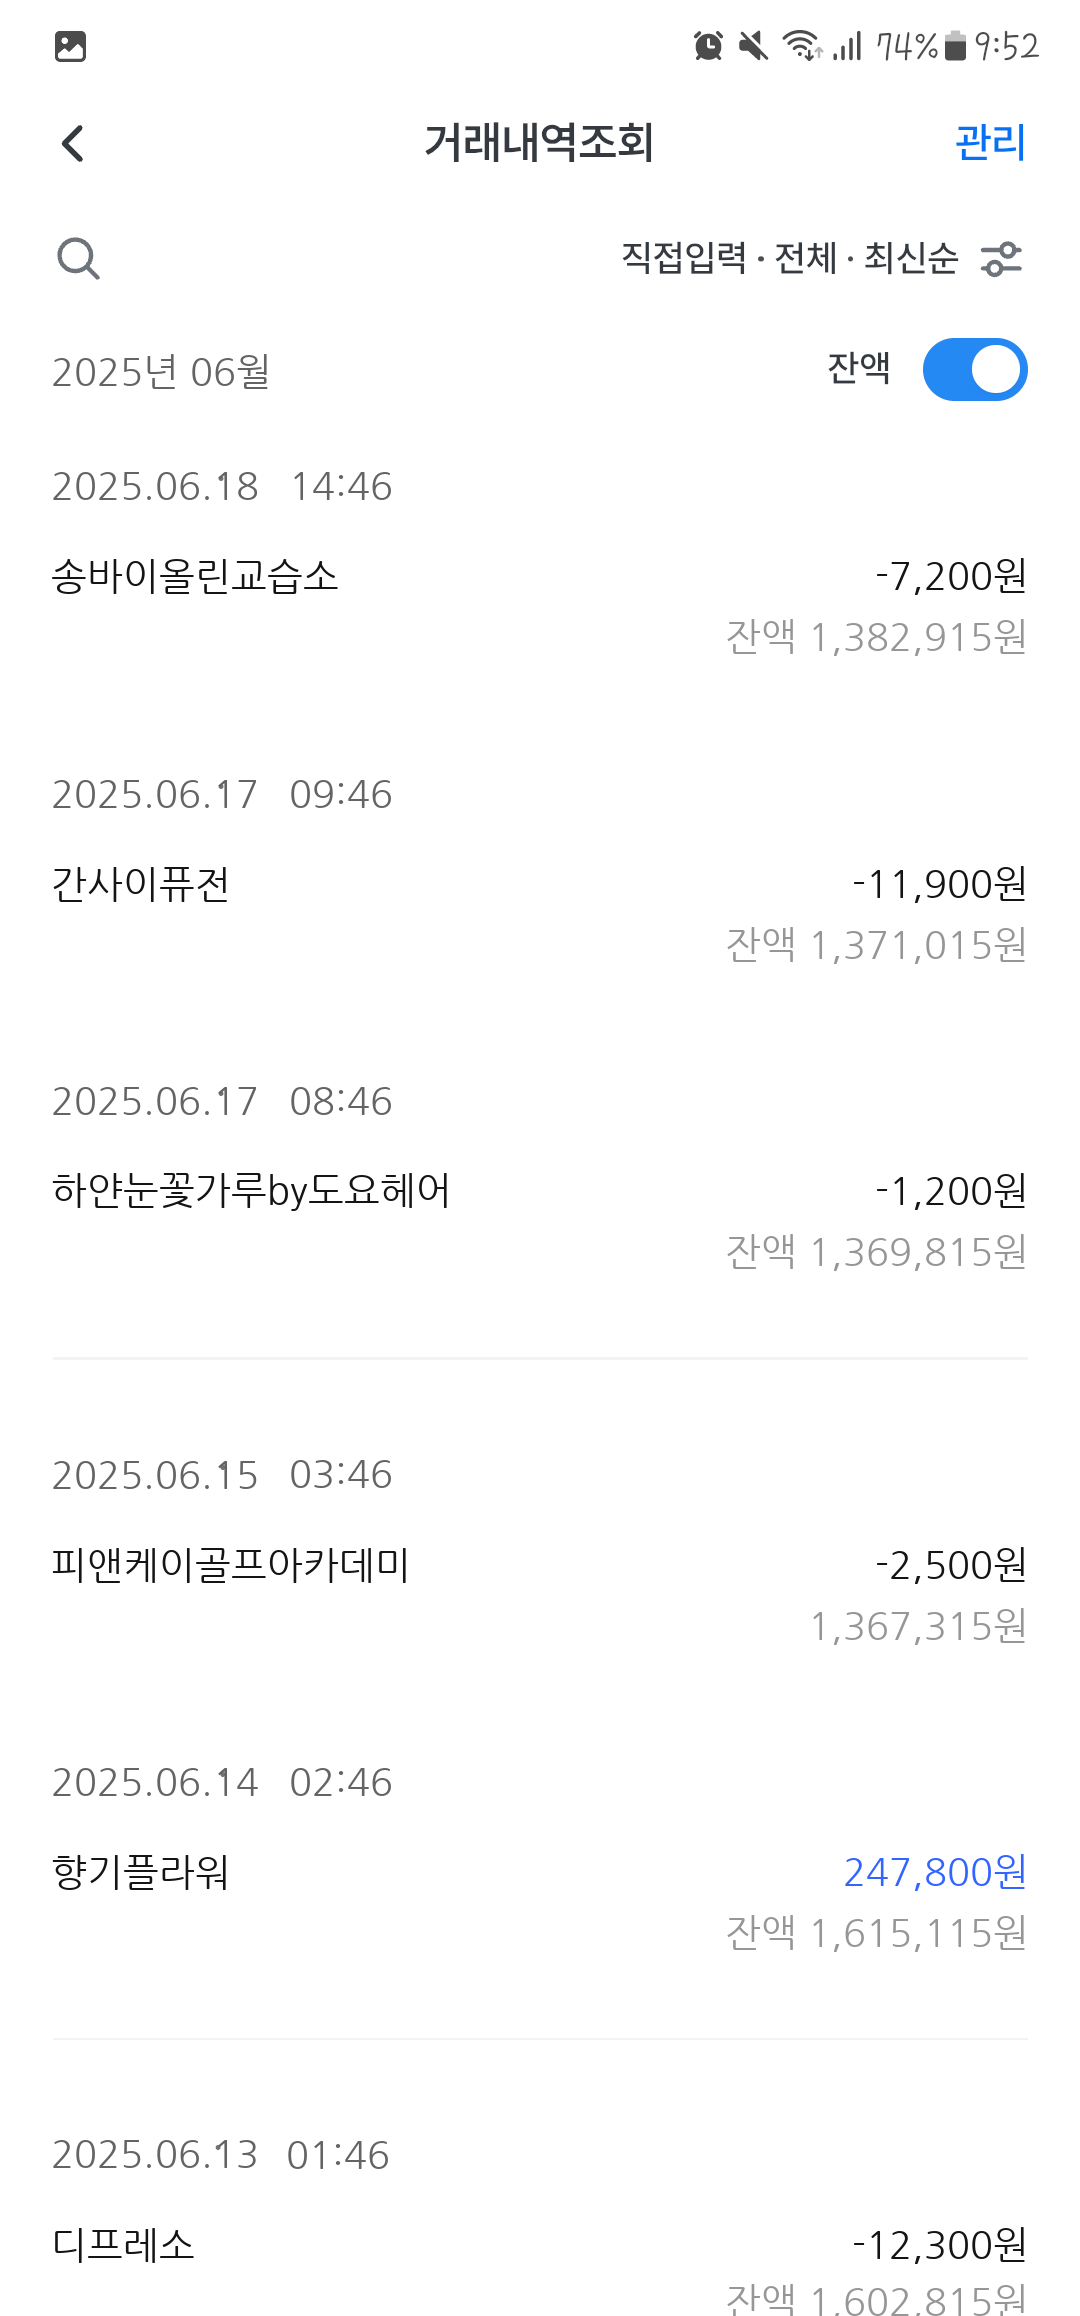 74% 9:52
거래내역조회 관리
직접입력 · 전체 · 최신순
2025년 06월 잔액
2025.06.18 14:46
송바이올린교습소 -7,200원
잔액 1,382,915원
2025.06.17 09:46
간사이퓨전 -11,900원
잔액 1,371,015원
2025.06.17 08:46
하얀눈꽃가루by도요헤어 -1,200원
잔액 1,369,815원
2025.06.15 03:46
피앤케이골프아카데미 -2,500원
1,367,315원
2025.06.14 02:46
향기플라워 247,800원
잔액 1,615,115원
2025.06.13 01:46
디프레소 -12,300원
잔액 1,602,815원